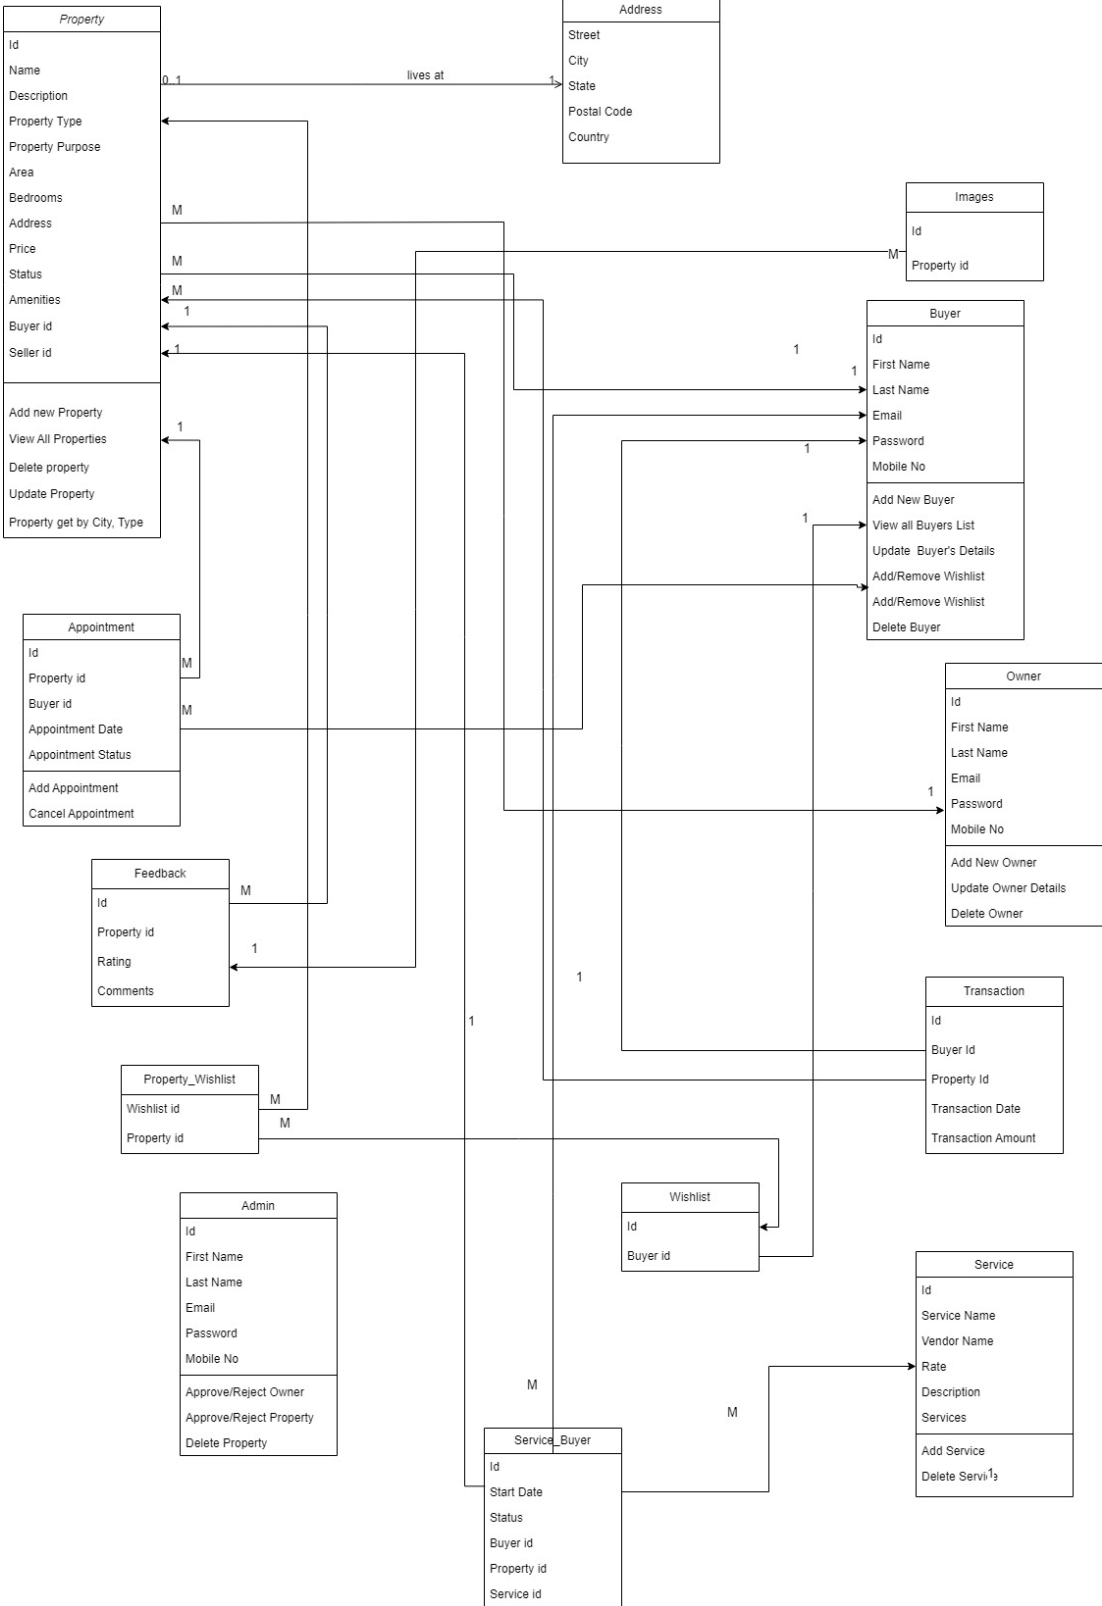 Property
Id
Name
Description
Property Type
Property Purpose
Area
Bedrooms
Address
Price
Status
Amenities
Buyer id
Seller id
Add new Property
View All Properties
Delete property
Update Property
Property get by City, Type
0..1
lives at
1
Address
Street
City
State
Postal Code
Country
M
M
M
1
1
1
Images
Id
Property id
M
Buyer
Id
First Name
Last Name
Email
Password
Mobile No
Add New Buyer
View all Buyers List
Update  Buyer's Details
Add/Remove Wishlist
Add/Remove Wishlist
Delete Buyer
1
1
1
1
Appointment
Id
Property id
Buyer id
Appointment Date
Appointment Status
Add Appointment
Cancel Appointment
M
M
Owner
Id
First Name
Last Name
Email
Password
Mobile No
Add New Owner
Update Owner Details
Delete Owner
1
Feedback
Id
Property id
Rating
Comments
M
1
1
1
Transaction
Id
Buyer Id
Property Id
Transaction Date
Transaction Amount
Property_Wishlist
Wishlist id
Property id
M
M
Wishlist
Id
Buyer id
Admin
Id
First Name
Last Name
Email
Password
Mobile No
Approve/Reject Owner
Approve/Reject Property
Delete Property
Service
Id
Service Name
Vendor Name
Rate
Description
Services
Add Service
Delete Service
1
M
M
Service_Buyer
Id
Start Date
Status
Buyer id
Property id
Service id